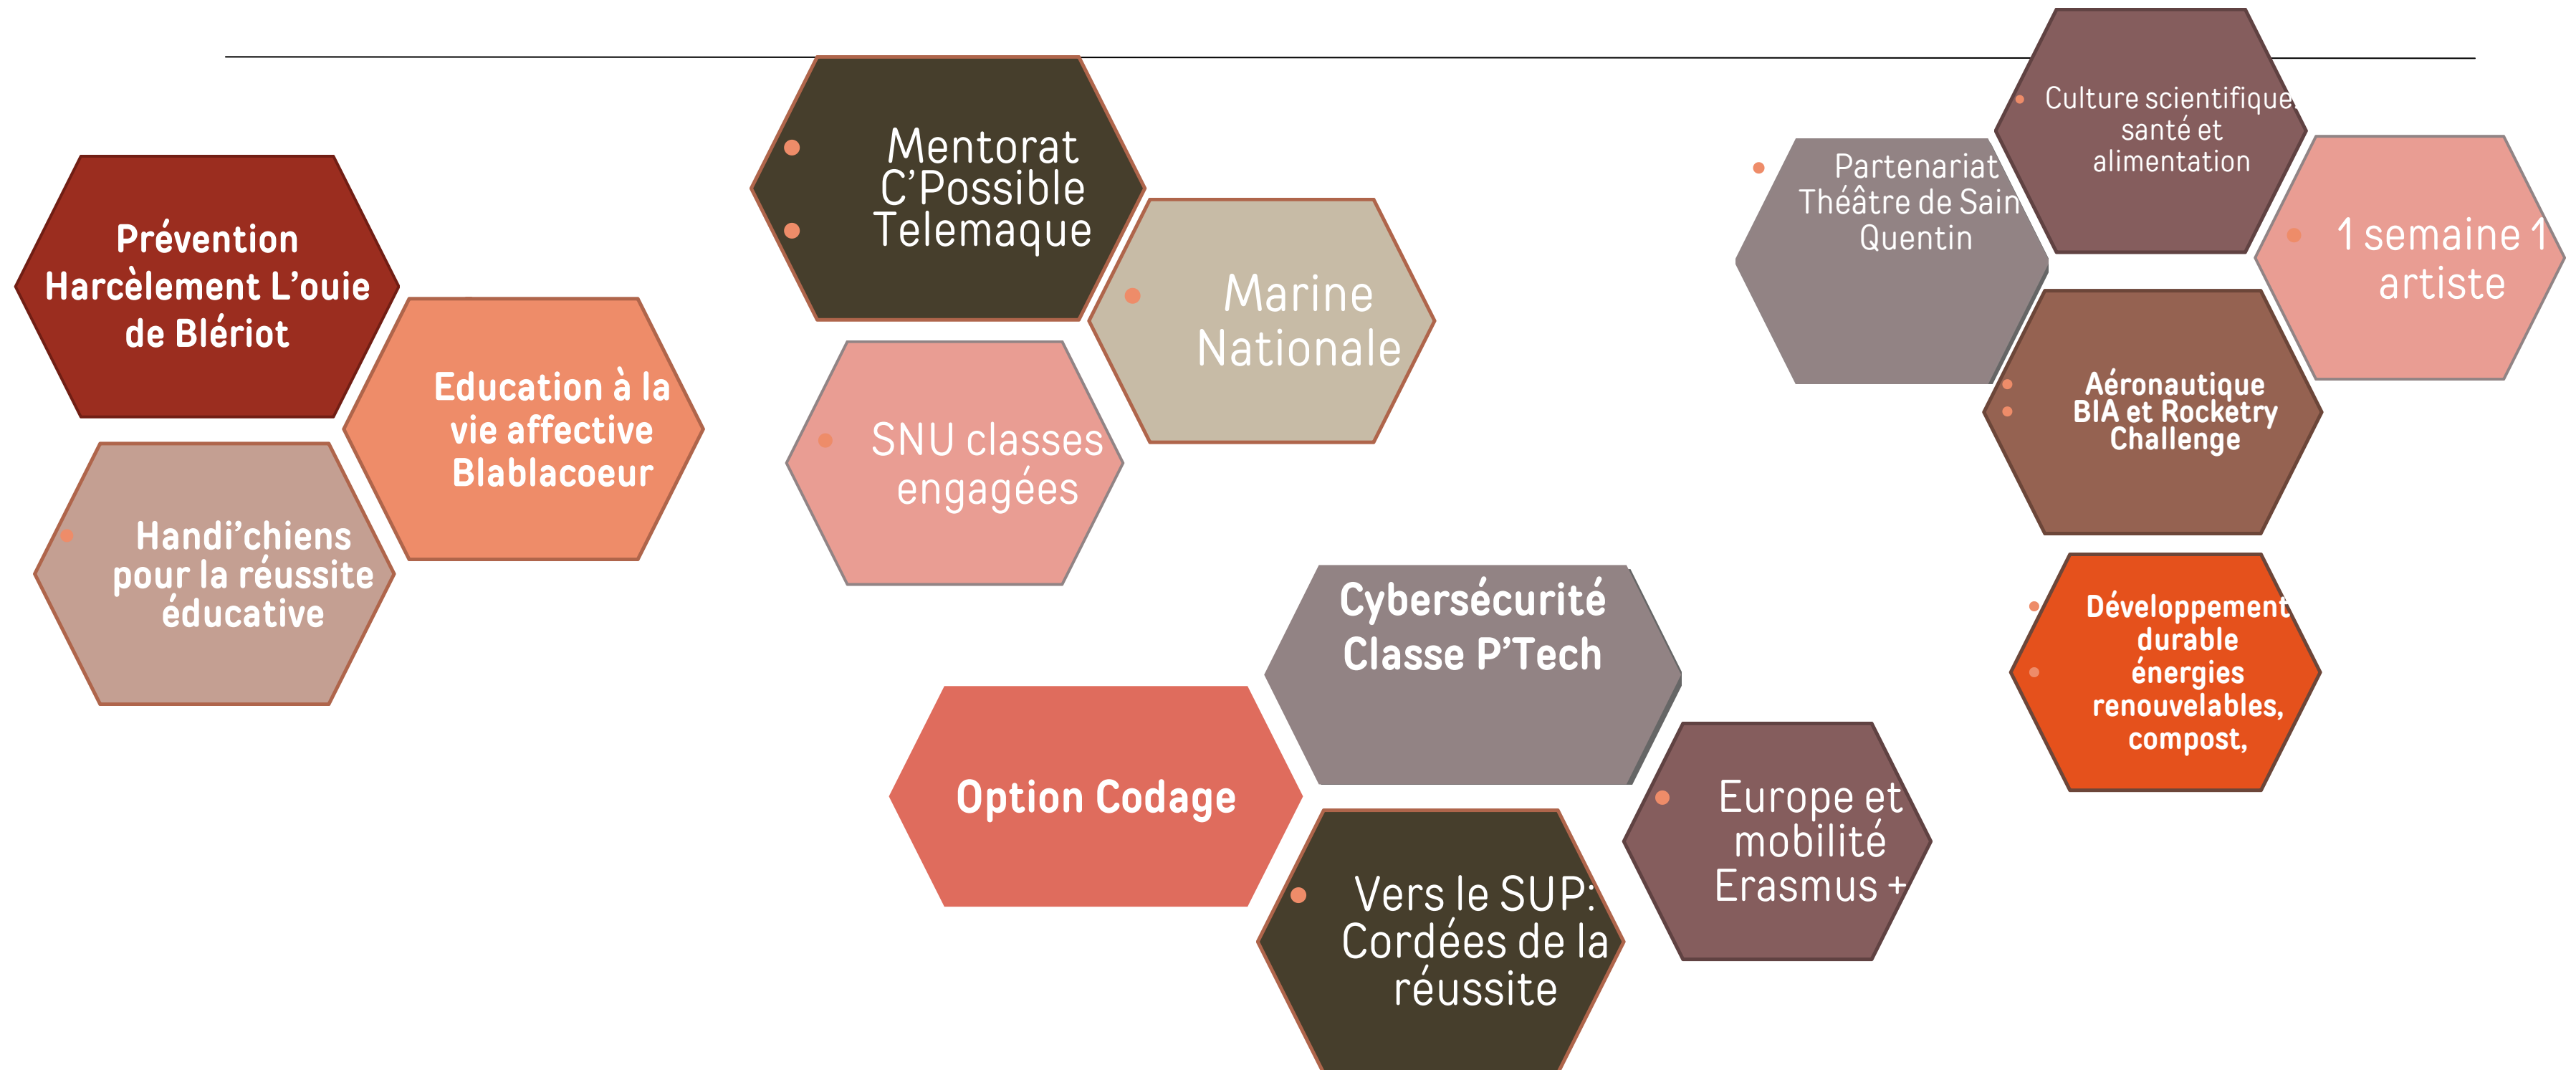 Prévention
Harcèlement L'ouie
de Blériot
Education à la
vie affective
Blablacoeur
Handi'chiens
pour la réussite
éducative
Mentorat
C'Possible
Telemaque
Marine
Nationale
SNU classes
engagées
Cybersécurité
Classe P'Tech
Option Codage
Vers le SUP:
Cordées de la
réussite
Europe et
mobilité
Erasmus +
Partenariat
Théâtre de Sain
Quentin
Culture scientifique,
santé et
alimentation
1 semaine 1
artiste
Aéronautique
BIA et Rocketry
Challenge
Développement
durable
énergies
renouvelables,
compost,